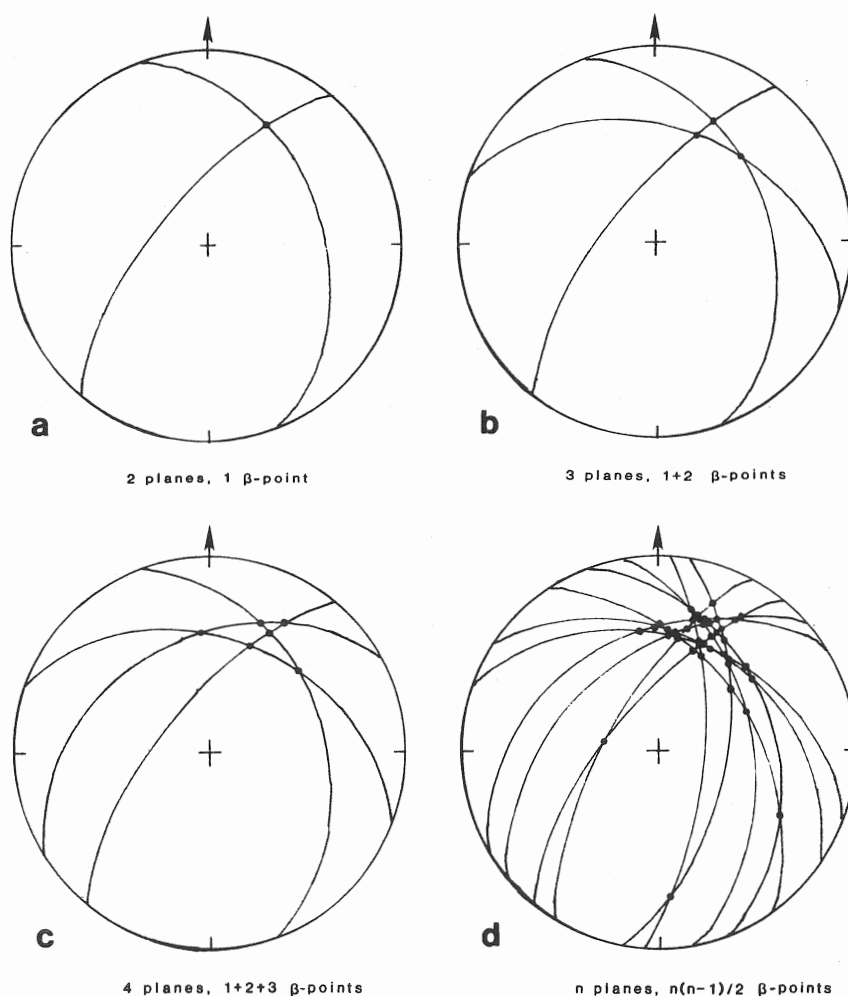 a
b
2 planes, 1 β-point
3 planes, 1+2 β-points
c
d
4 planes, 1+2+3 β-points
n planes, n(n-1)/2 β-points